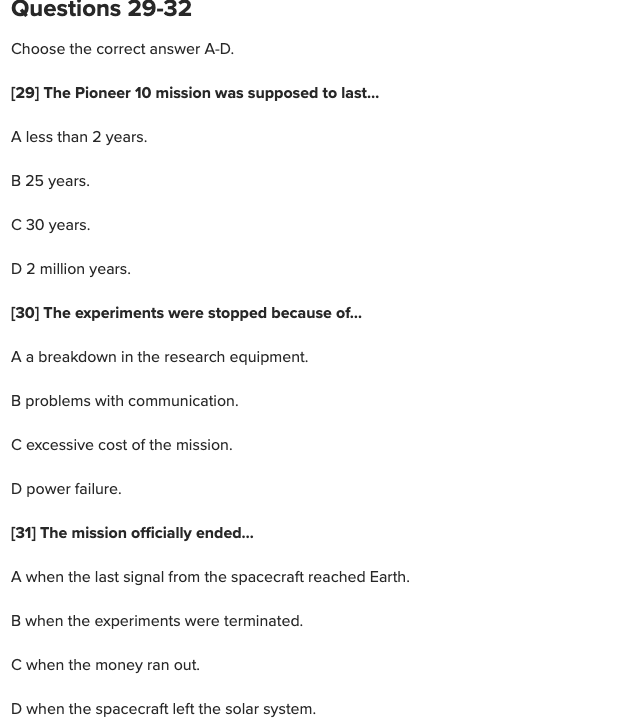 Questions 29-32
Choose the correct answer A-D.
[29] The Pioneer 10 mission was supposed to last...
A less than 2 years.
B 25 years.
C 30 years.
D 2 million years.
[30] The experiments were stopped because of...
A a breakdown in the research equipment.
B problems with communication.
C excessive cost of the mission.
D power failure.
[31] The mission officially ended...
A when the last signal from the spacecraft reached Earth.
B when the experiments were terminated.
C when the money ran out.
D when the spacecraft left the solar system.